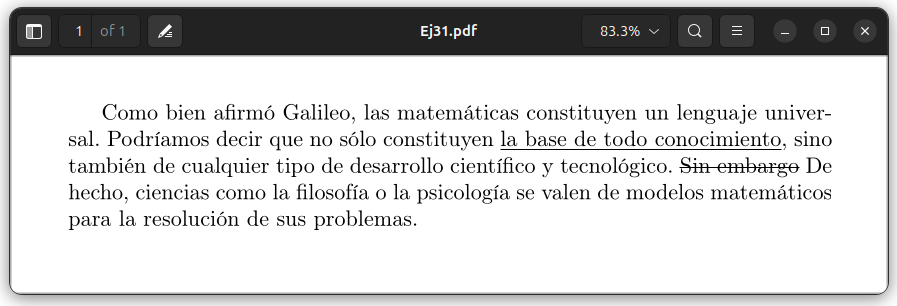 1 of 1
Ej31.pdf
83.3%
Como bien afirmó Galileo, las matemáticas constituyen un lenguaje univer-
sal. Podríamos decir que no sólo constituyen la base de todo conocimiento, sino
también de cualquier tipo de desarrollo científico y tecnológico. Sin embargo De
hecho, ciencias como la filosofía o la psicología se valen de modelos matemáticos
para la resolución de sus problemas.